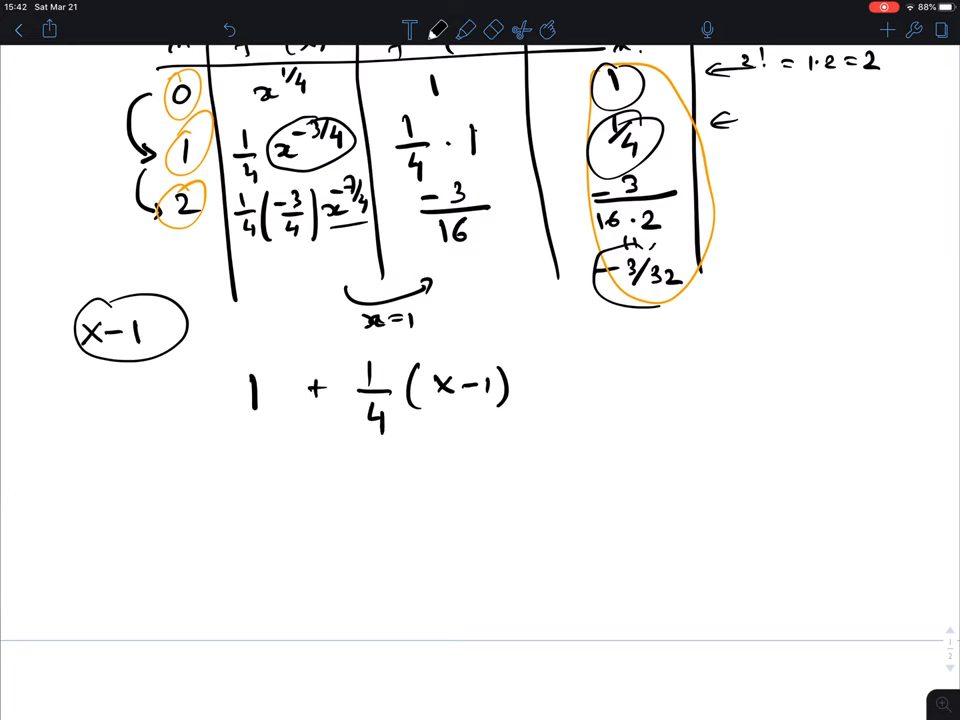 15:42 Sat Mar 21 88%
2! = 1·2 = 2
0 x^1/4 1 1
1 1/4 x^-3/4 1/4 · 1 1/4
2 1/4 (-3/4) x^-7/4 -3/16 -3/16·2
-3/32
x=1
x-1
1 + 1/4 (x-1)
1/2